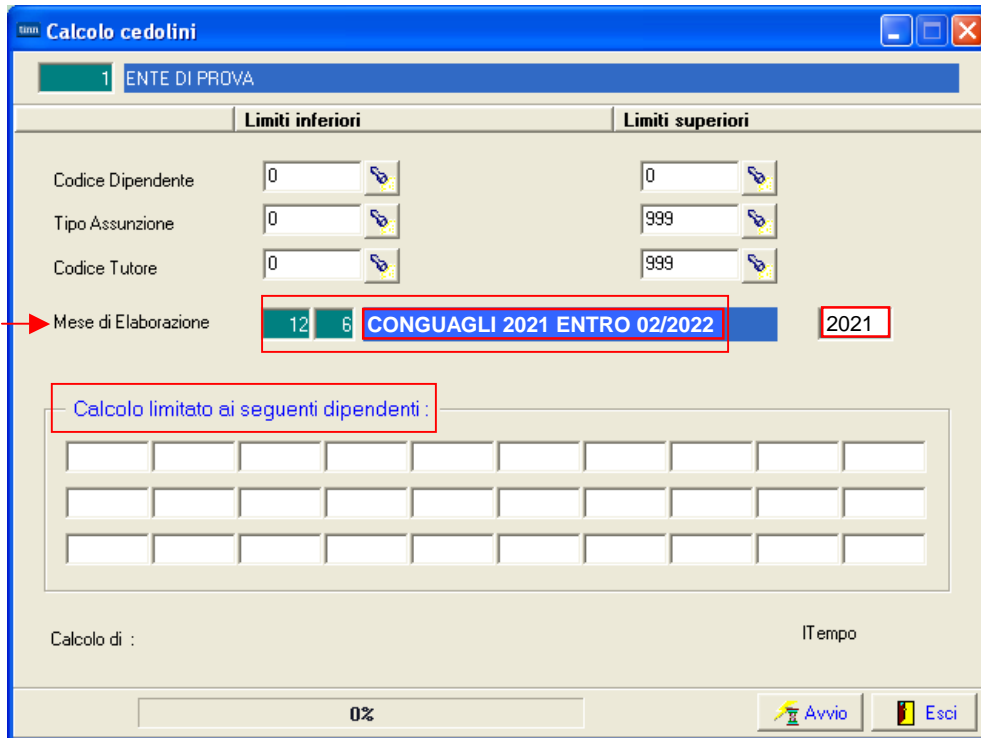 tinn Calcolo cedolini
1 ENTE DI PROVA
Limiti inferiori Limiti superiori
Codice Dipendente 0 0
Tipo Assunzione 0 999
Codice Tutore 0 999
Mese di Elaborazione 12 6 CONGUAGLI 2021 ENTRO 02/2022 2021
Calcolo limitato ai seguenti dipendenti :
Calcolo di : lTempo
0% Avvio Esci